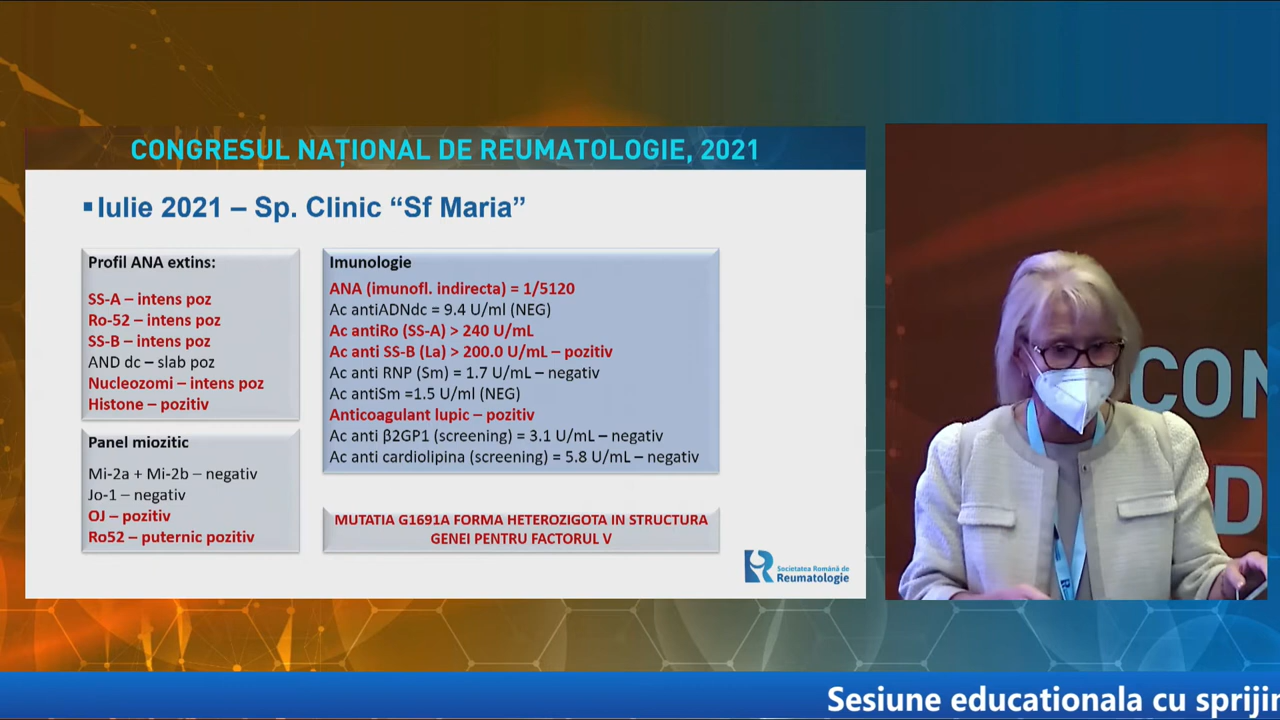 CONGRESUL NAȚIONAL DE REUMATOLOGIE, 2021
▪Iulie 2021 – Sp. Clinic “Sf Maria”
Profil ANA extins:
SS-A – intens poz
Ro-52 – intens poz
SS-B – intens poz
AND dc – slab poz
Nucleozomi – intens poz
Histone – pozitiv
Panel miozitic
Mi-2a + Mi-2b – negativ
Jo-1 – negativ
OJ – pozitiv
Ro52 – puternic pozitiv
Imunologie
ANA (imunofl. indirecta) = 1/5120
Ac antiADNdc = 9.4 U/ml (NEG)
Ac antiRo (SS-A) > 240 U/mL
Ac anti SS-B (La) > 200.0 U/mL – pozitiv
Ac anti RNP (Sm) = 1.7 U/mL – negativ
Ac antiSm =1.5 U/ml (NEG)
Anticoagulant lupic – pozitiv
Ac anti β2GP1 (screening) = 3.1 U/mL – negativ
Ac anti cardiolipina (screening) = 5.8 U/mL – negativ
MUTATIA G1691A FORMA HETEROZIGOTA IN STRUCTURA
GENEI PENTRU FACTORUL V
Societatea Română de
Reumatologie
CON
D
Sesiune educationala cu sprijin